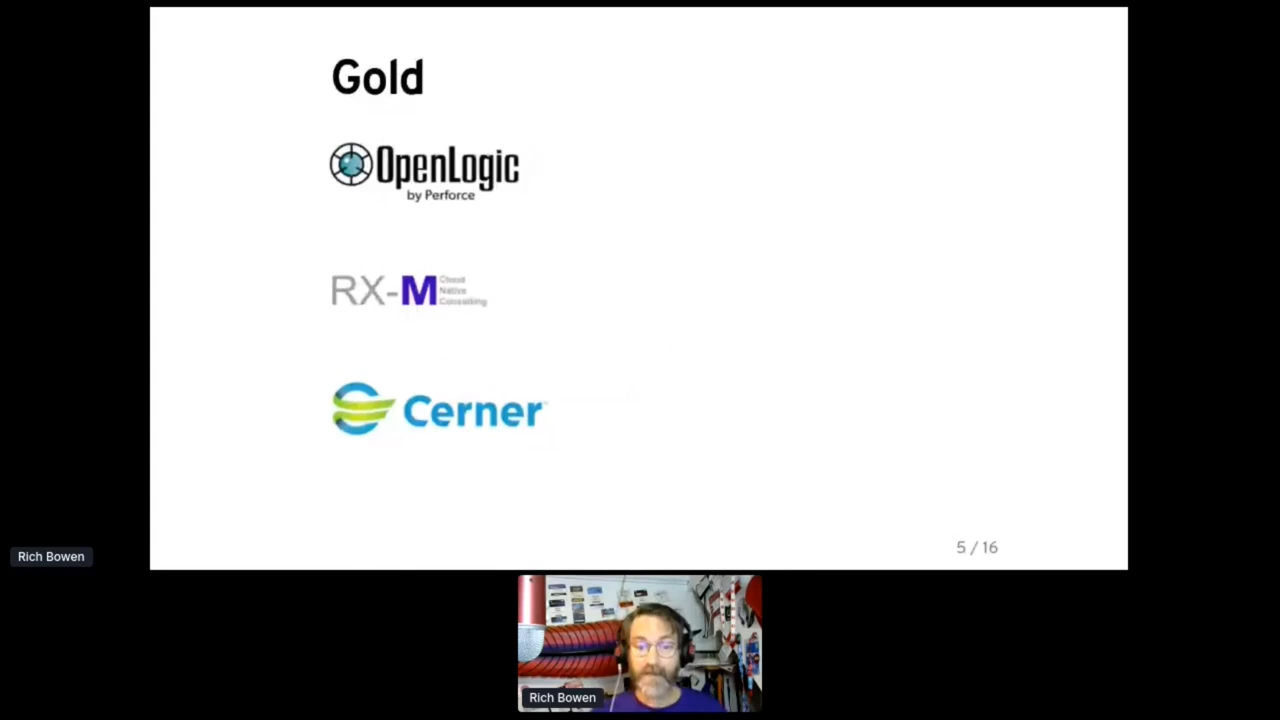 Gold
OpenLogic
by Perforce
RX-M
Cloud
Native
Consulting
Cerner
5 / 16
Rich Bowen
Rich Bowen